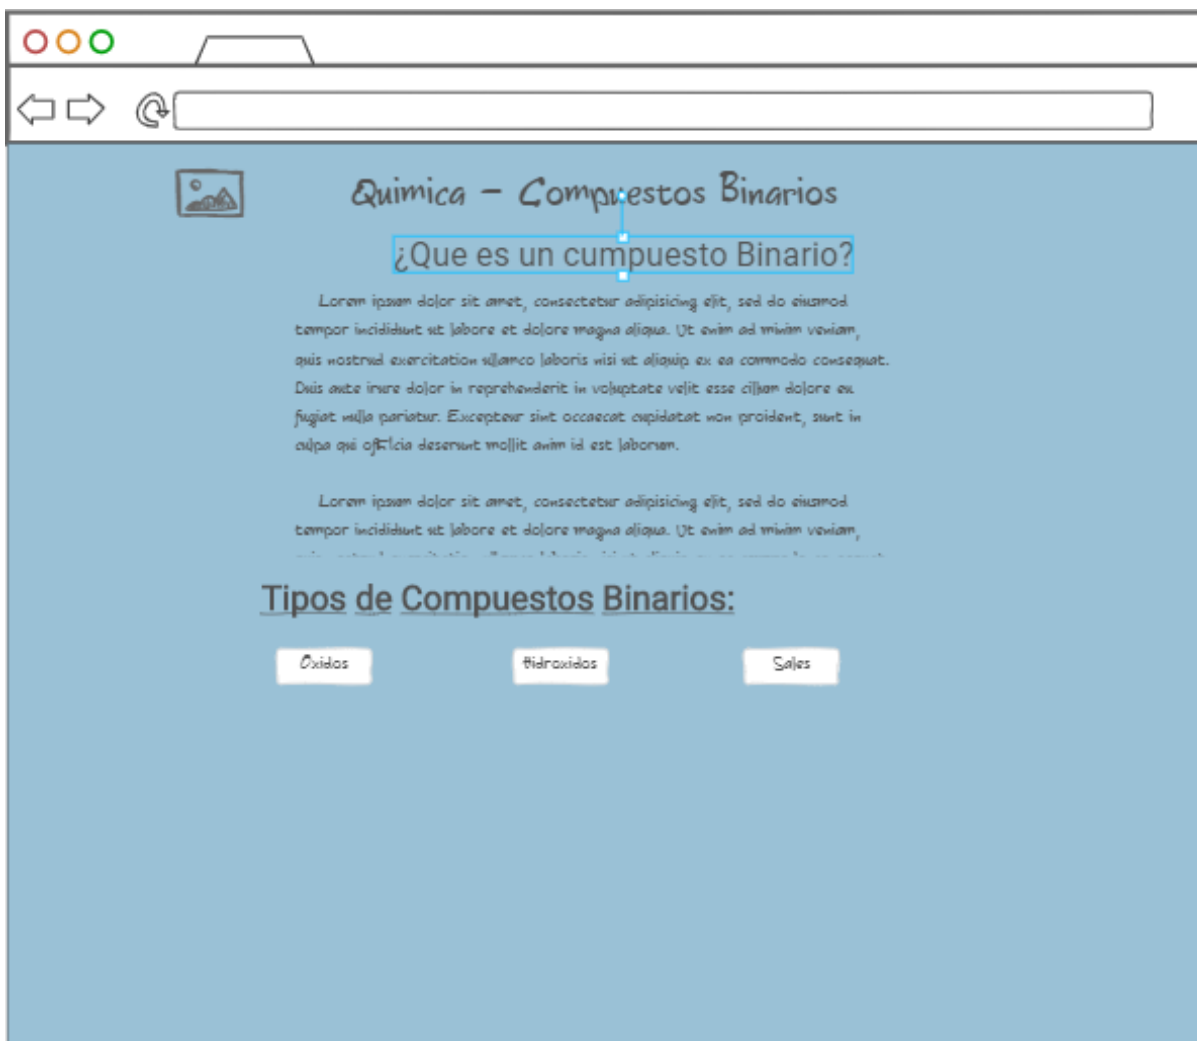 Quimica - Compuestos Binarios
¿Que es un cumpuesto Binario?
Lorem ipsum dolor sit amet, consectetur adipisicing elit, sed do eiusmod
tempor incididunt ut labore et dolore magna aliqua. Ut enim ad minim veniam,
quis nostrud exercitation ullamco laboris nisi ut aliquip ex ea commodo consequat.
Duis aute irure dolor in reprehenderit in voluptate velit esse cillum dolore eu
fugiat nulla pariatur. Excepteur sint occaecat cupidatat non proident, sunt in
culpa qui officia deserunt mollit anim id est laborum.
Lorem ipsum dolor sit amet, consectetur adipisicing elit, sed do eiusmod
tempor incididunt ut labore et dolore magna aliqua. Ut enim ad minim veniam,
Tipos de Compuestos Binarios:
Oxidos Hidroxidos Sales